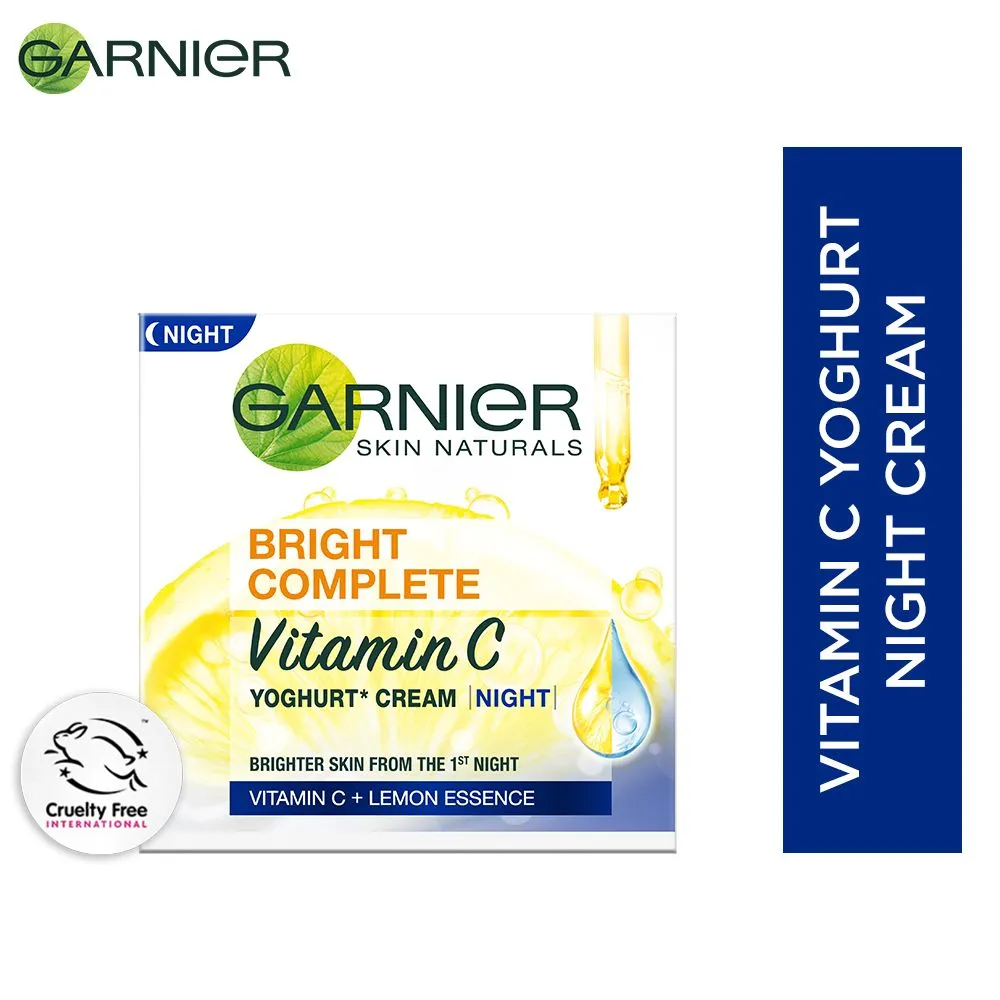 GARNIER
NIGHT
GARNIER
SKIN NATURALS
BRIGHT
COMPLETE
Vitamin C
YOGHURT* CREAM |NIGHT|
BRIGHTER SKIN FROM THE 1ST NIGHT
VITAMIN C + LEMON ESSENCE
Cruelty Free
INTERNATIONAL
TM
VITAMIN C YOGHURT
NIGHT CREAM